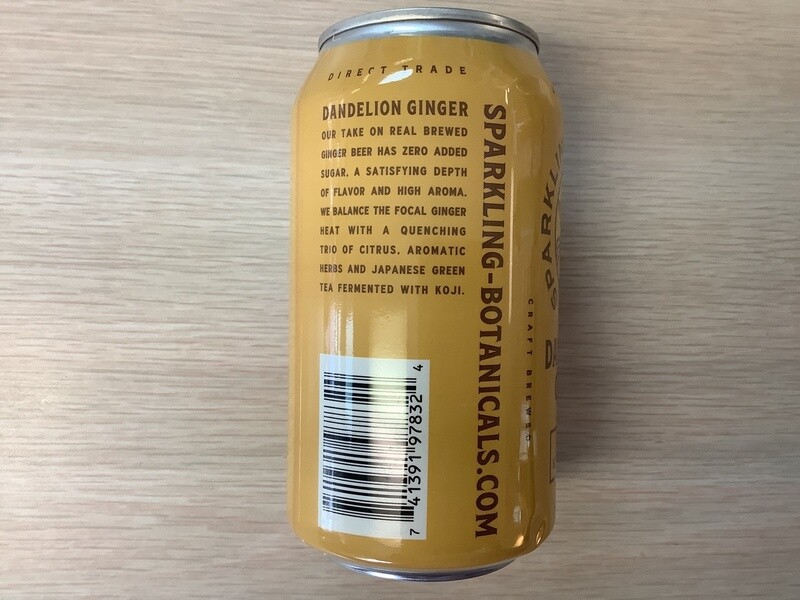 DIRECT TRADE
DANDELION GINGER
OUR TAKE ON REAL BREWED
GINGER BEER HAS ZERO ADDED
SUGAR, A SATISFYING DEPTH
OF FLAVOR AND HIGH AROMA.
WE BALANCE THE FOCAL GINGER
HEAT WITH A QUENCHING
TRIO OF CITRUS, AROMATIC
HERBS AND JAPANESE GREEN
TEA FERMENTED WITH KOJI.
7 41391 97832 4
SPARKLING-BOTANICALS.COM
CRAFT BREWED